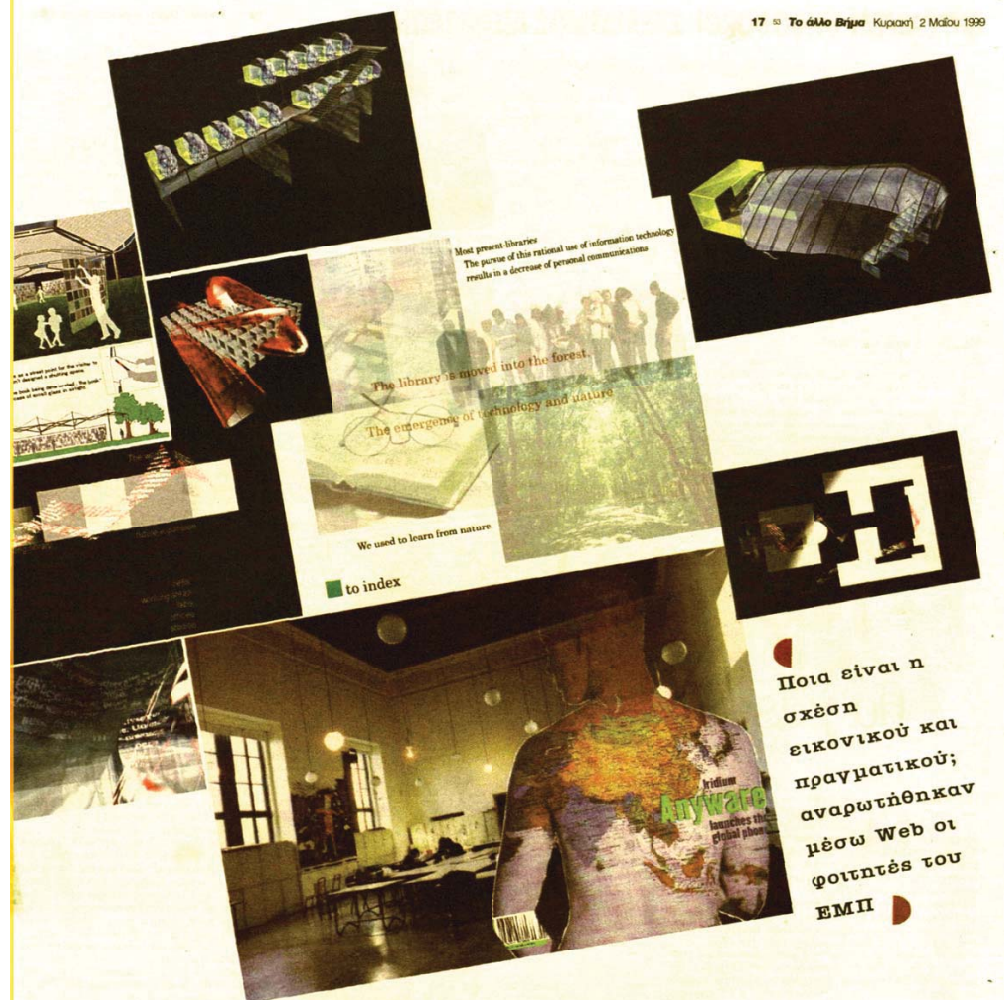 17 53 Το άλλο Βήμα Κυριακή 2 Μαΐου 1999
Most present libraries
The pursue of this rational use of information technology
results in a decrease of personal communications
The library is moved into the forest.
The emergency of technology and nature
We used to learn from nature
to index
Iridium
Anyware
launches the
global phone
Ποια είναι η
σχέση
εικονικού και
πραγματικού;
αναρωτήθηκαν
μέσω Web οι
φοιτητές του
ΕΜΠ